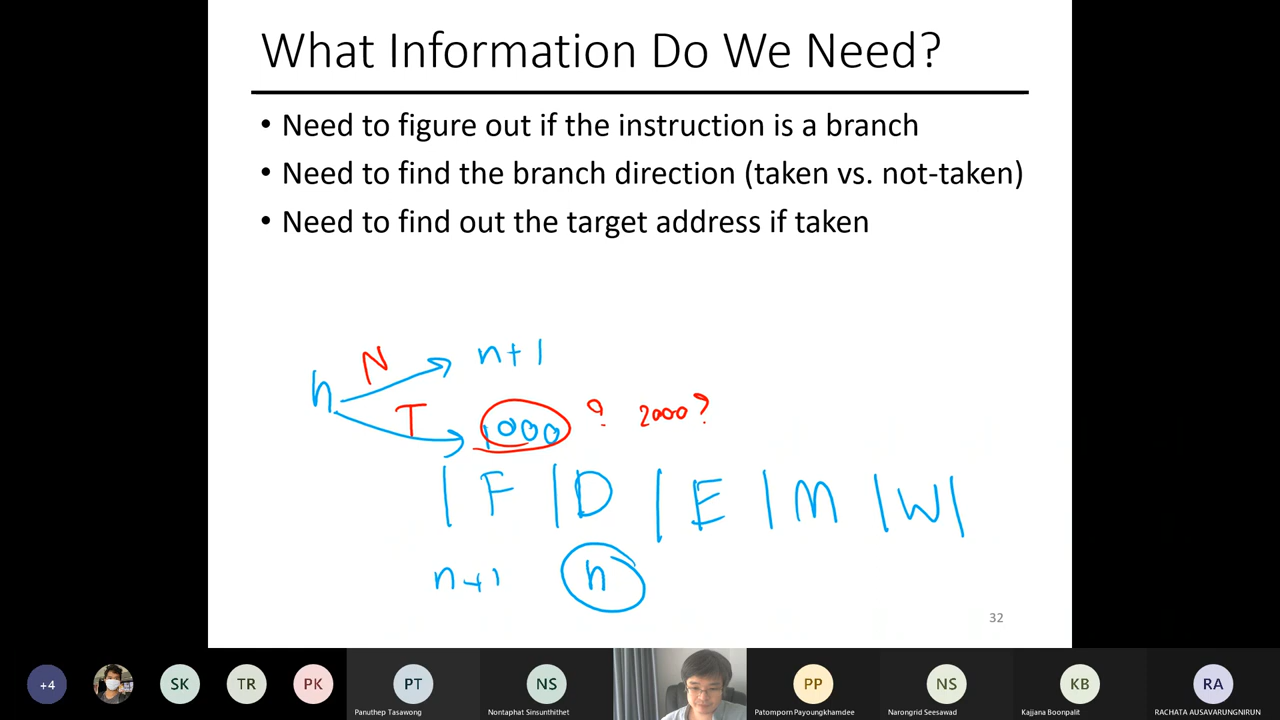 What Information Do We Need?
• Need to figure out if the instruction is a branch
• Need to find the branch direction (taken vs. not-taken)
• Need to find out the target address if taken
N n+1
n
T 1000 ? 2000?
| F | D | E | M | W |
n+1 n
32
+4 SK TR PK PT NS PP NS KB RA
Panuthep Tasawong Nontaphat Sinsunthithet Patomporn Payoungkhamdee Narongrid Seesawad Kajjana Boonpalit RACHATA AUSAVARUNGNIRUN